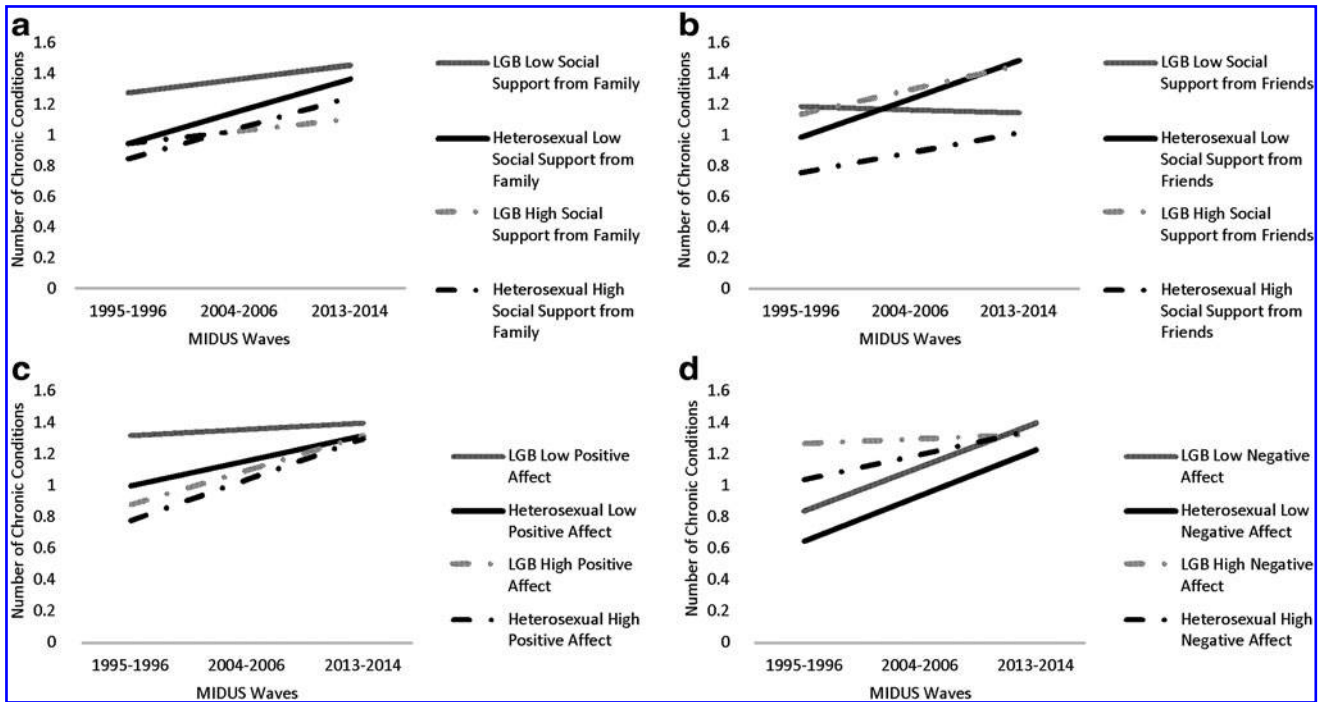 a
Number of Chronic Conditions
1.6
1.4
1.2
1
0.8
0.6
0.4
0.2
0
1995-1996
2004-2006
2013-2014
MIDUS Waves
LGB Low Social
Support from Family
Heterosexual Low
Social Support from
Family
LGB High Social
Support from Family
Heterosexual High
Social Support from
Family
b
Number of Chronic Conditions
1.6
1.4
1.2
1
0.8
0.6
0.4
0.2
0
1995-1996
2004-2006
2013-2014
MIDUS Waves
LGB Low Social
Support from Friends
Heterosexual Low
Social Support from
Friends
LGB High Social
Support from Friends
Heterosexual High
Social Support from
Friends
c
Number of Chronic Conditions
1.6
1.4
1.2
1
0.8
0.6
0.4
0.2
0
1995-1996
2004-2006
2013-2014
MIDUS Waves
LGB Low Positive
Affect
Heterosexual Low
Positive Affect
LGB High Positive
Affect
Heterosexual High
Positive Affect
d
Number of Chronic Conditions
1.6
1.4
1.2
1
0.8
0.6
0.4
0.2
0
1995-1996
2004-2006
2013-2014
MIDUS Waves
LGB Low Negative
Affect
Heterosexual Low
Negative Affect
LGB High Negative
Affect
Heterosexual High
Negative Affect